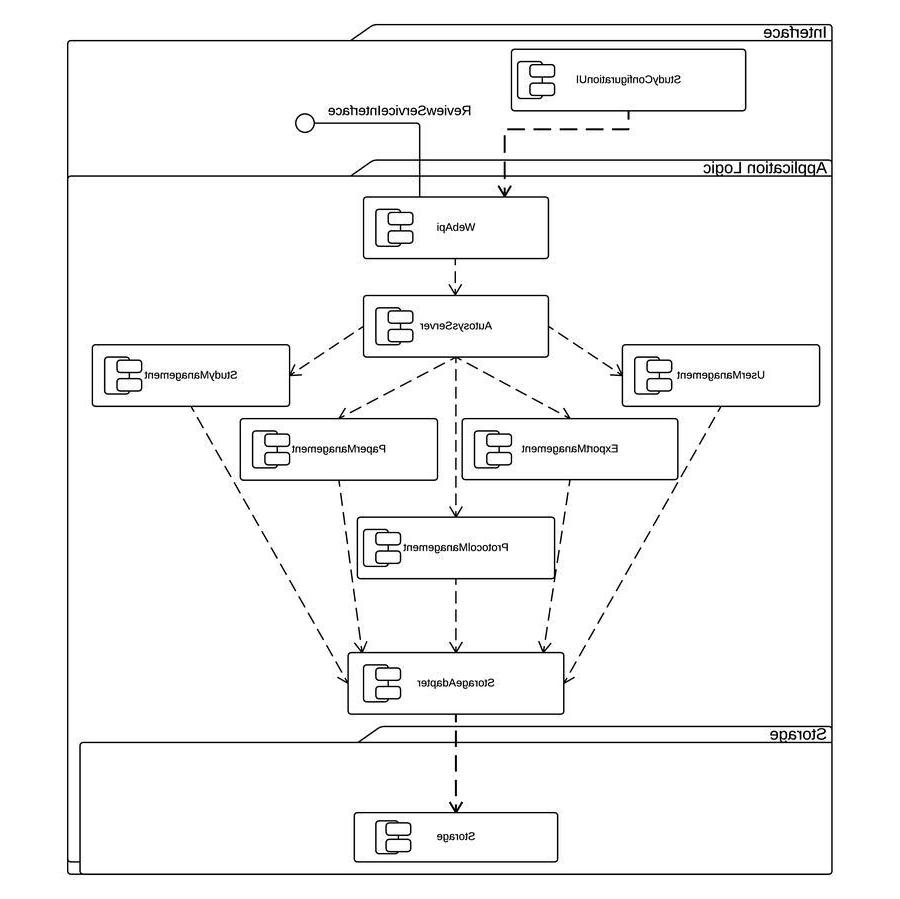 Interface
StudyConfigurationUI
ReviewServiceInterface
Application Logic
WebApi
AutosysServer
StudyManagement
UserManagement
PaperManagement
ExportManagement
ProtocolManagement
StorageAdapter
Storage
Storage